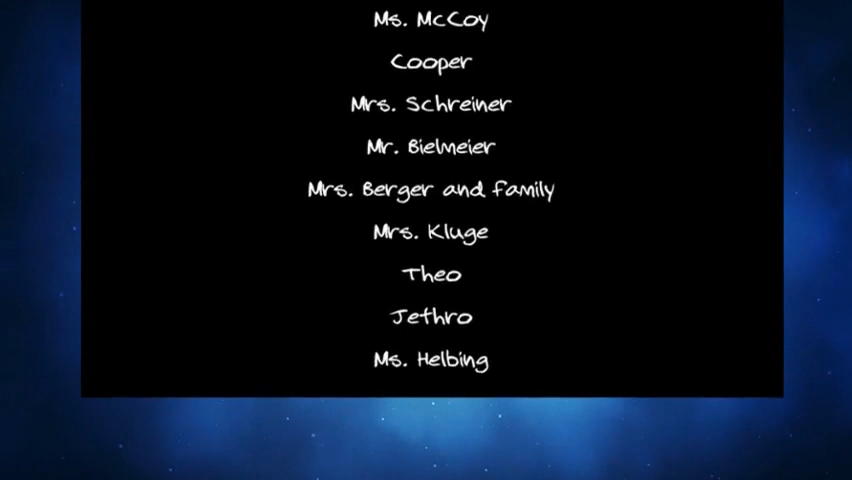 Ms. McCoy
Cooper
Mrs. Schreiner
Mr. Bielmeier
Mrs. Berger and family
Mrs. Kluge
Theo
Jethro
Ms. Helbing